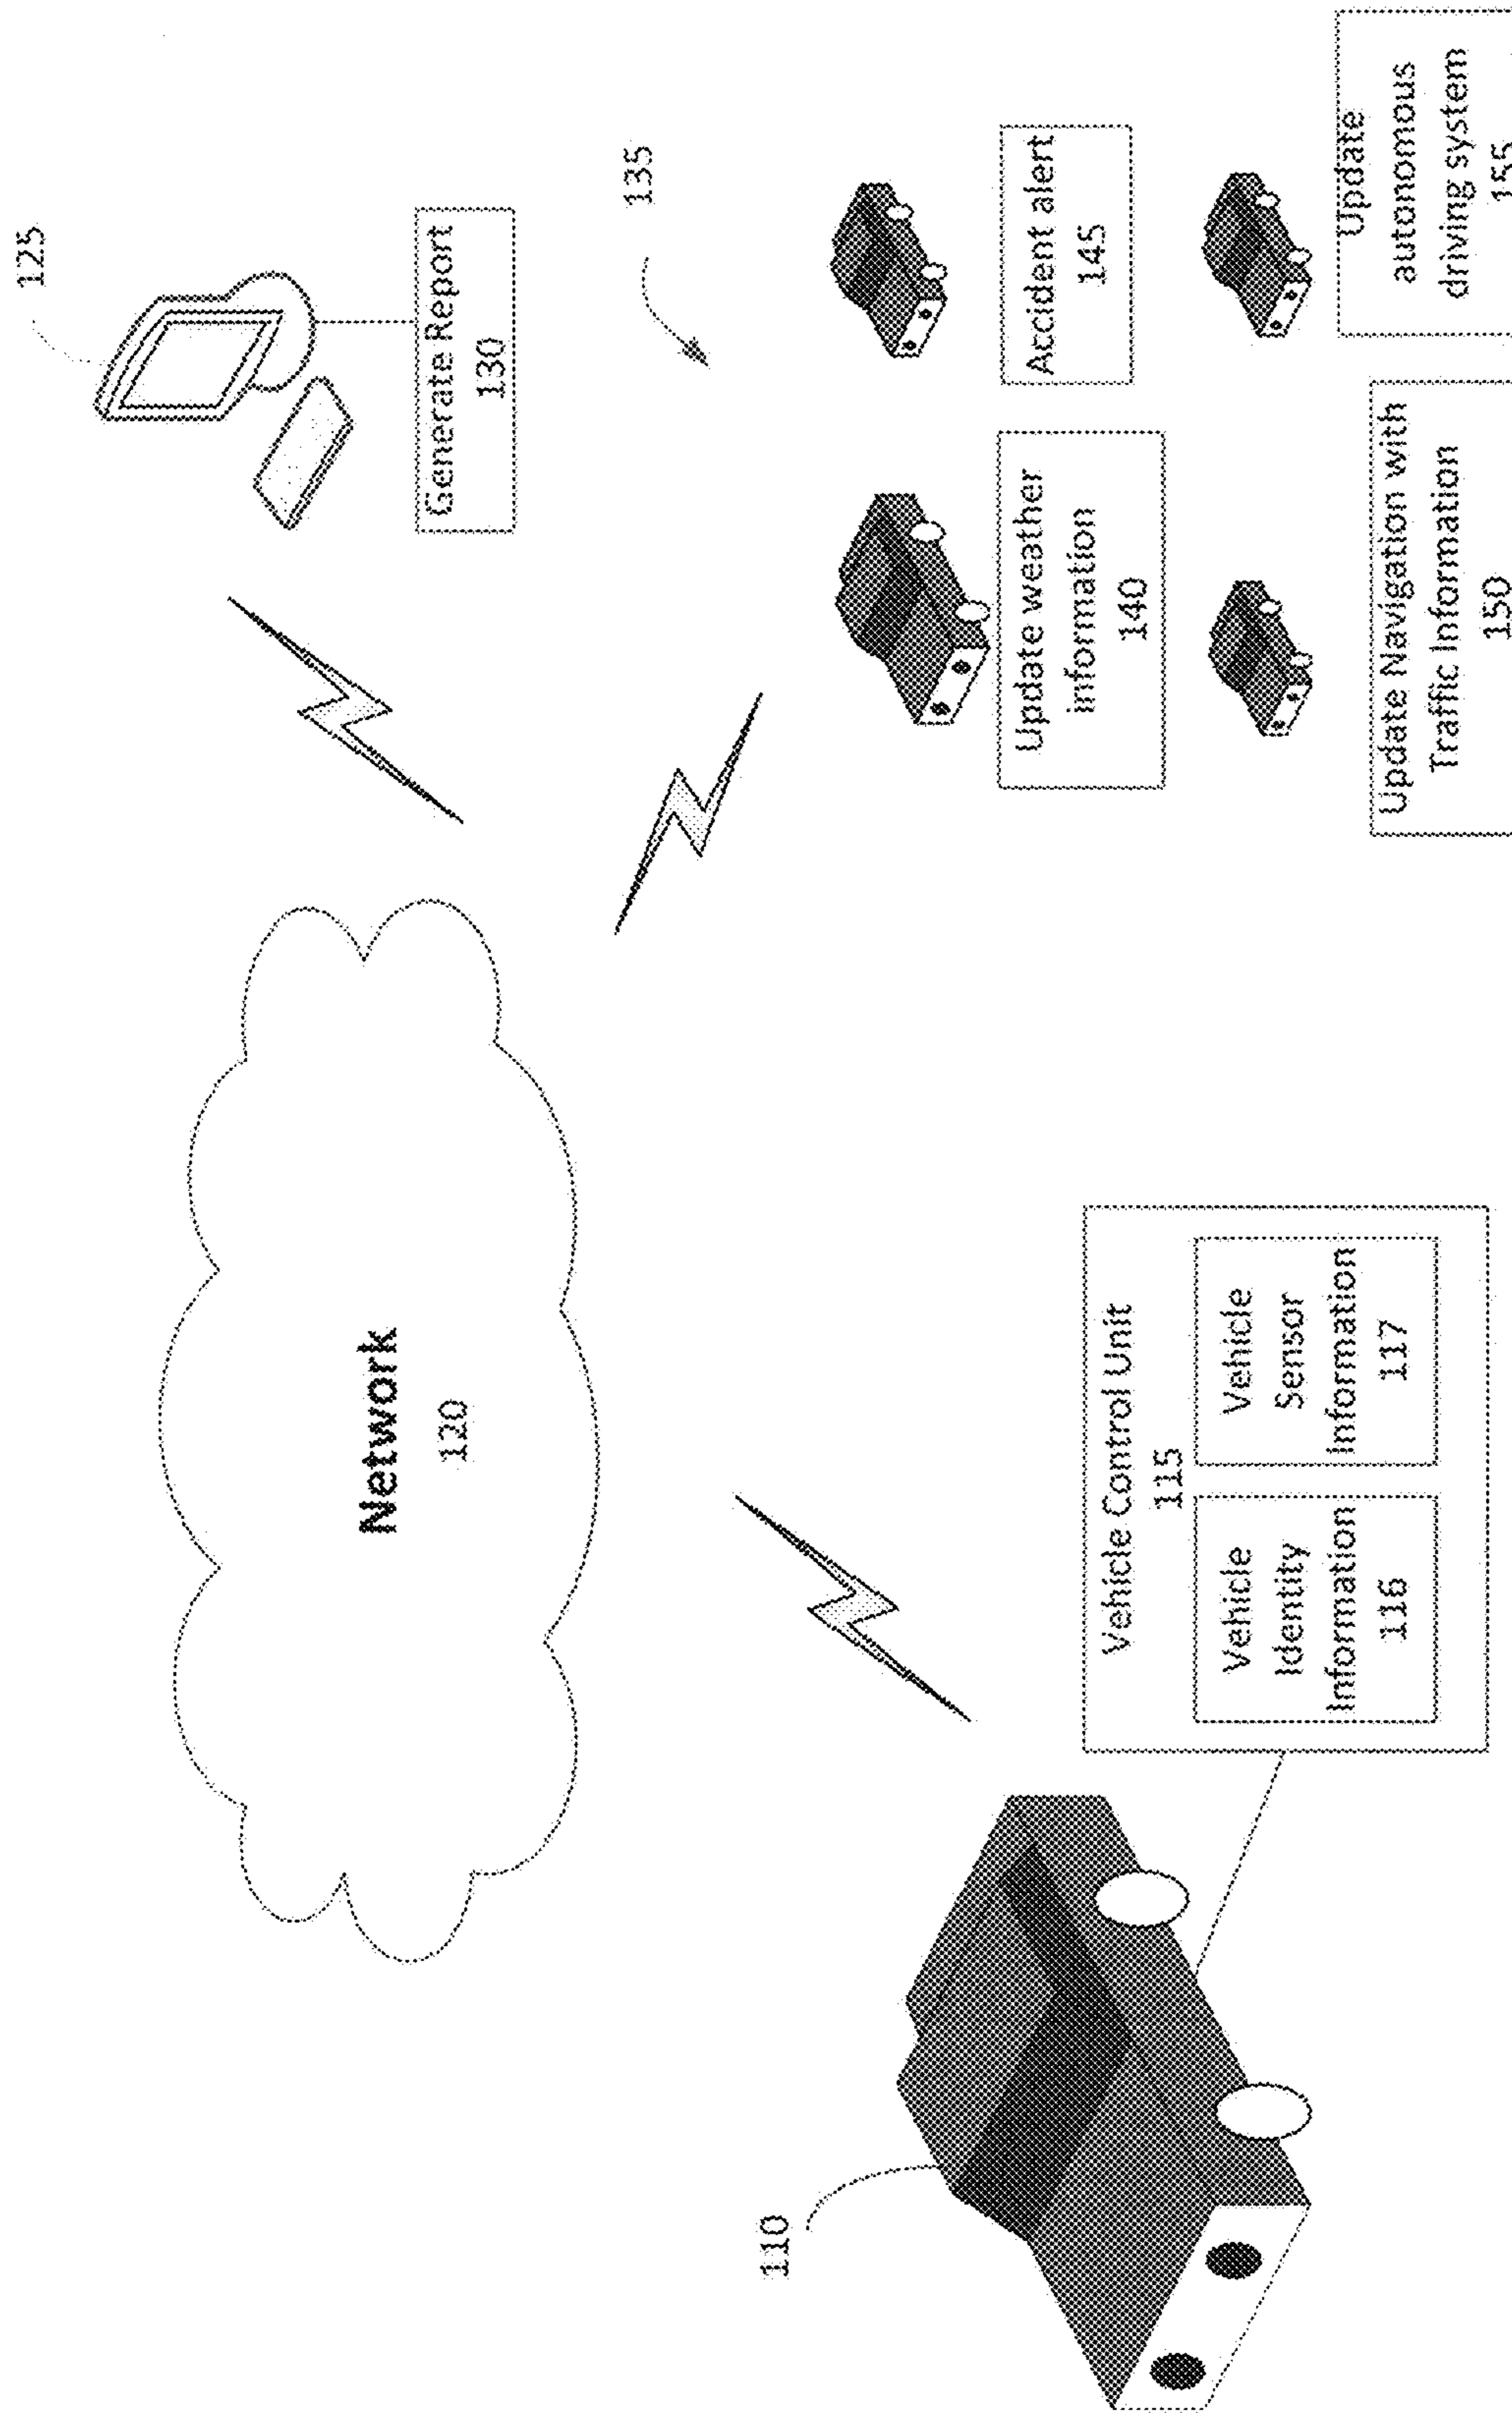 125
Generate Report
130
Network
120
135
110
Update weather
information
140
Accident alert
145
Vehicle Control Unit
115
Vehicle
Identity
Information
116
Vehicle
Sensor
Information
117
Update Navigation with
Traffic Information
150
Update
autonomous
driving system
155